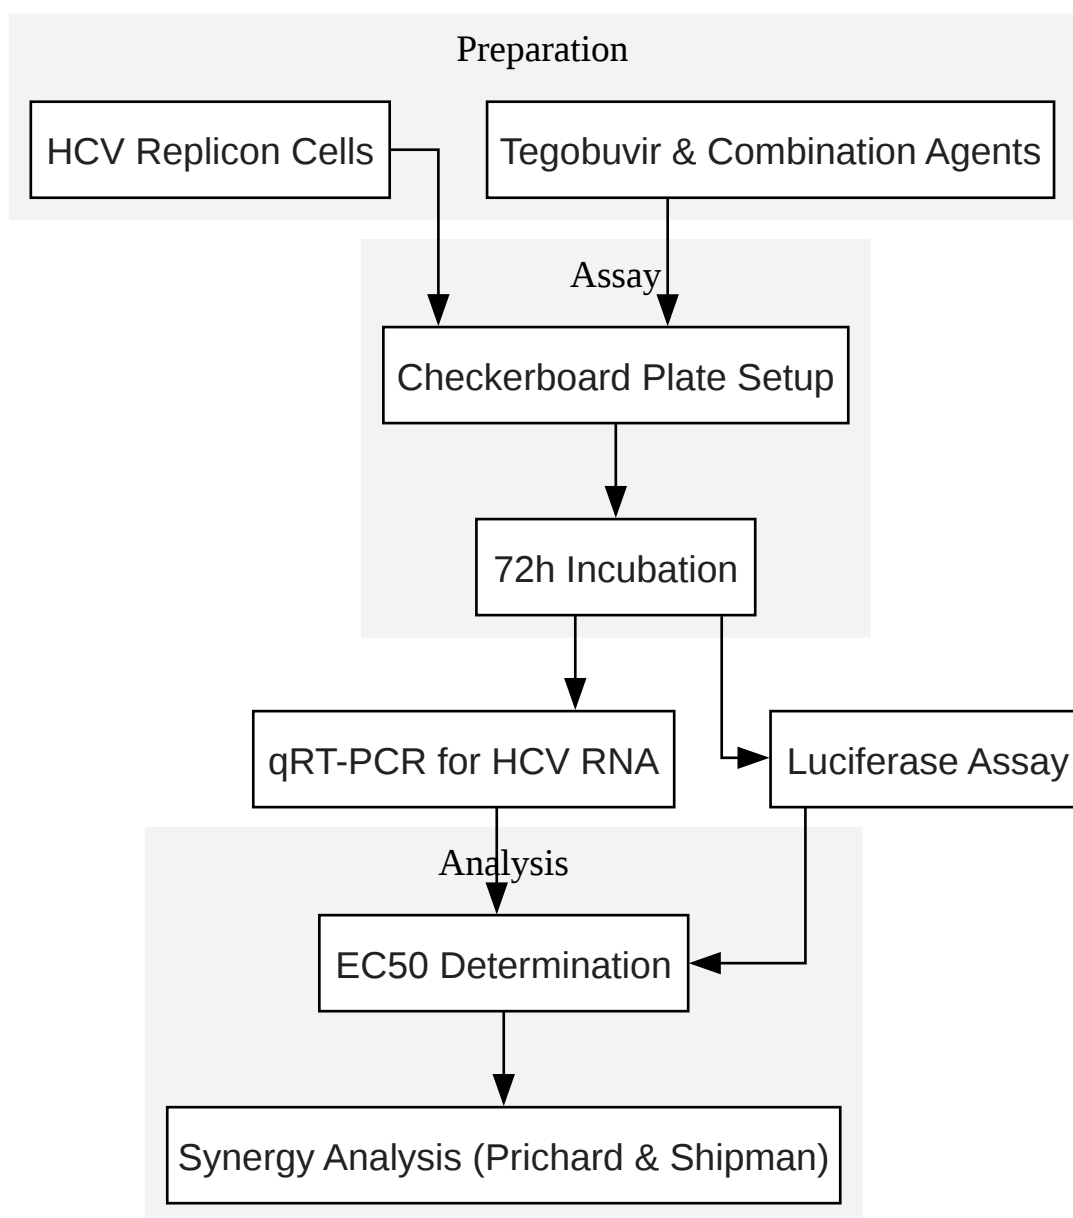 Preparation
HCV Replicon Cells
Tegobuvir & Combination Agents
Assay
Checkerboard Plate Setup
72h Incubation
qRT-PCR for HCV RNA
Luciferase Assay
Analysis
EC50 Determination
Synergy Analysis (Prichard & Shipman)